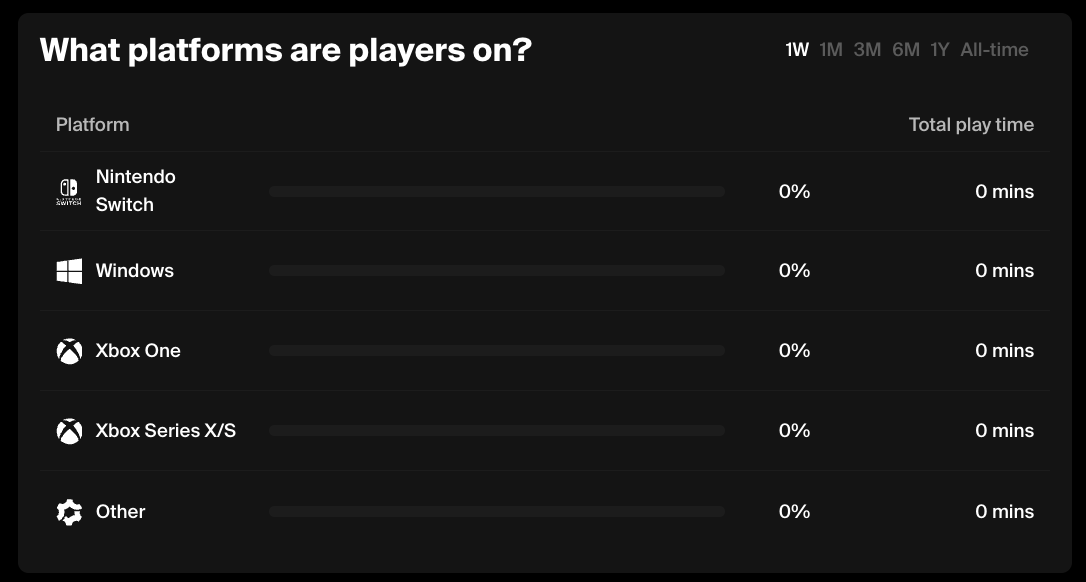 What platforms are players on?
1W 1M 3M 6M 1Y All-time
Platform Total play time
Nintendo
Switch 0% 0 mins
SWITCH
Windows 0% 0 mins
Xbox One 0% 0 mins
Xbox Series X/S 0% 0 mins
Other 0% 0 mins